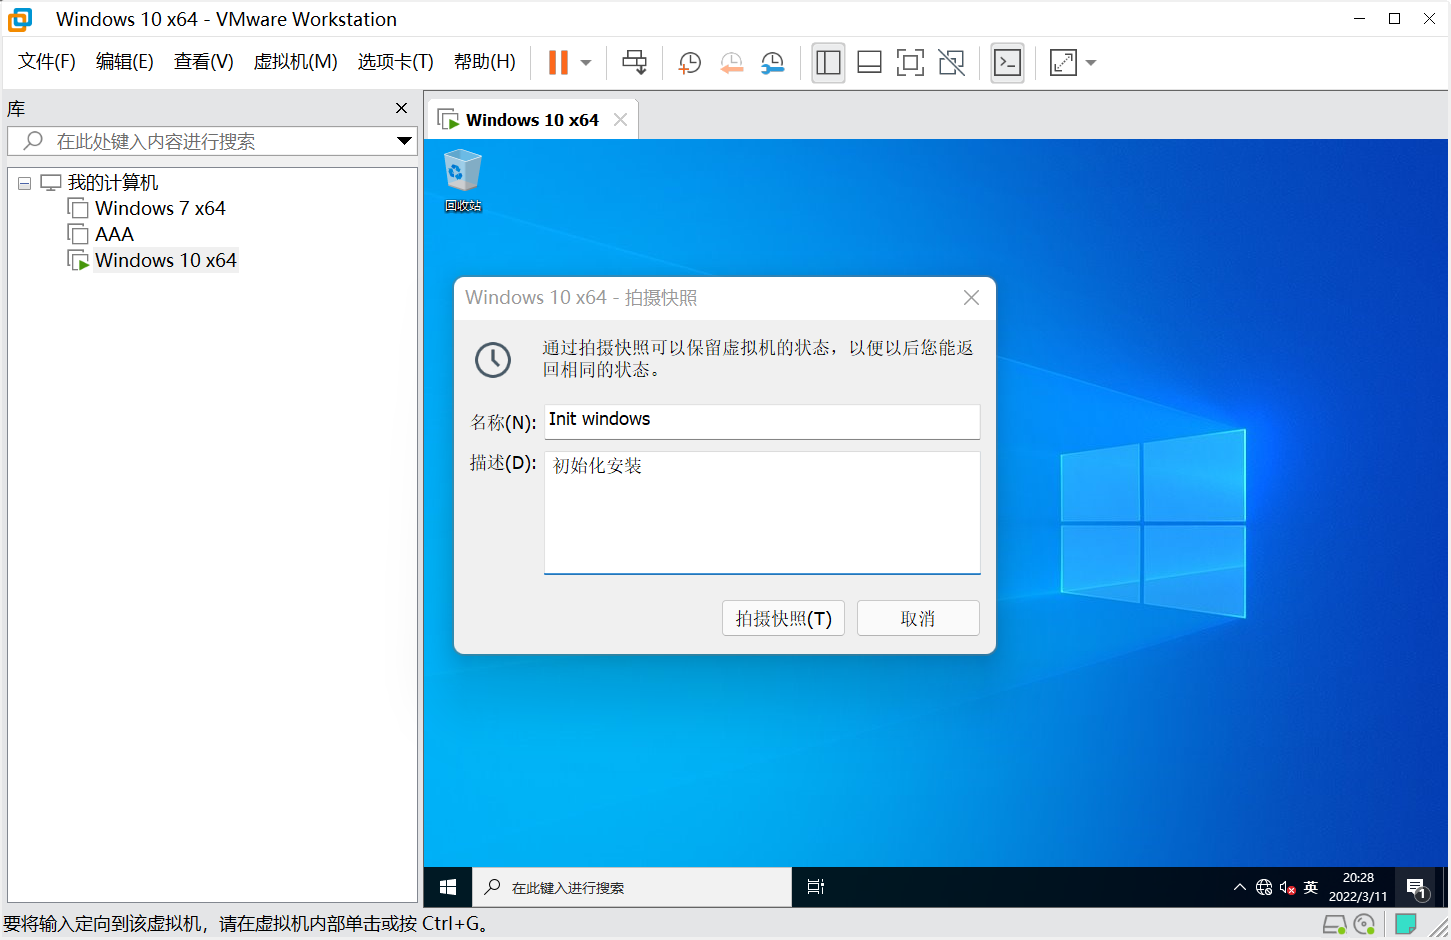 Windows 10 x64 - VMware Workstation
文件(F) 编辑(E) 查看(V) 虚拟机(M) 选项卡(T) 帮助(H)
库
在此处键入内容进行搜索
我的计算机
Windows 7 x64
AAA
Windows 10 x64
Windows 10 x64
回收站
Windows 10 x64 - 拍摄快照
通过拍摄快照可以保留虚拟机的状态，以便以后您能返
回相同的状态。
名称(N): Init windows
描述(D): 初始化安装
拍摄快照(T) 取消
在此键入进行搜索
英
20:28
2022/3/11
1
要将输入定向到该虚拟机，请在虚拟机内部单击或按 Ctrl+G。